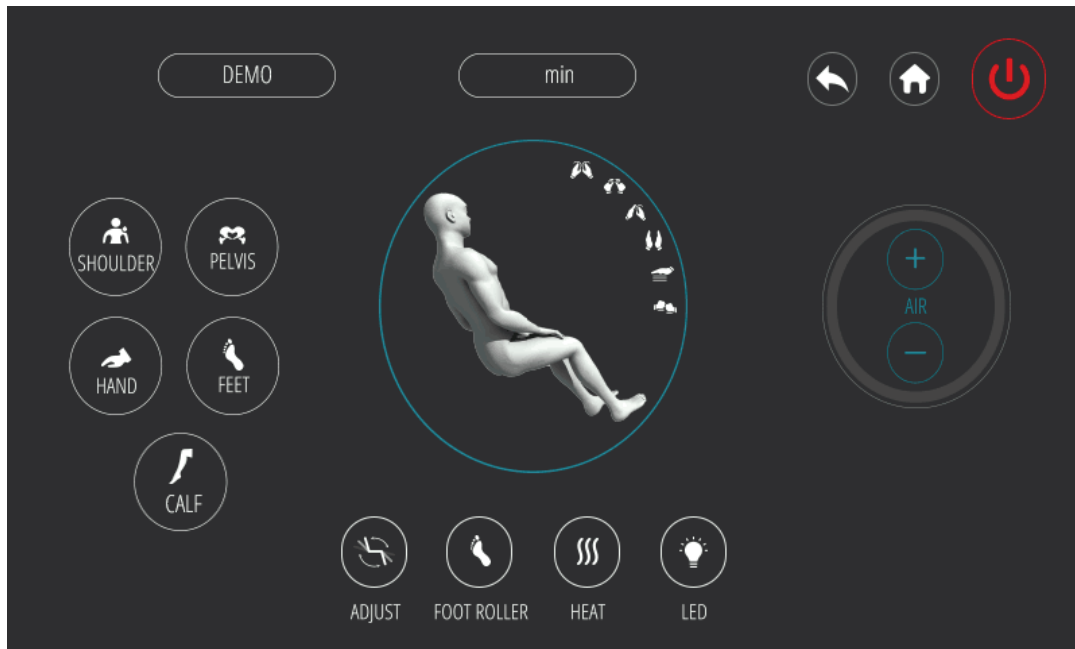 DEMO
min
SHOULDER
PELVIS
+
AIR
−
HAND
FEET
CALF
ADJUST
FOOT ROLLER
HEAT
LED